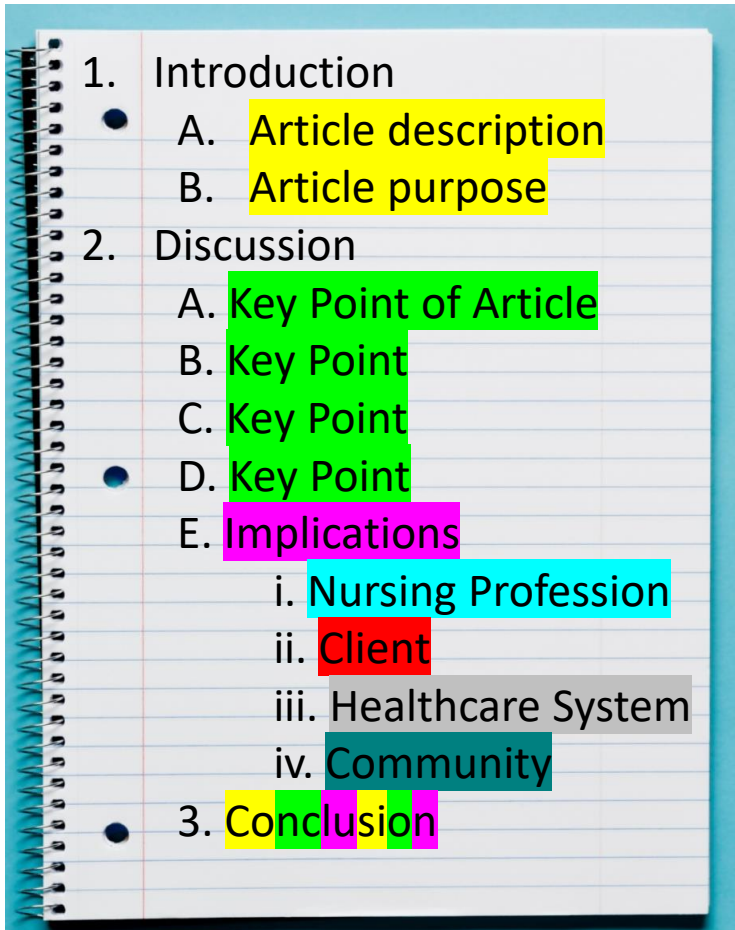 1. Introduction
A. Article description
B. Article purpose
2. Discussion
A. Key Point of Article
B. Key Point
C. Key Point
D. Key Point
E. Implications
i. Nursing Profession
ii. Client
iii. Healthcare System
iv. Community
3. Conclusion